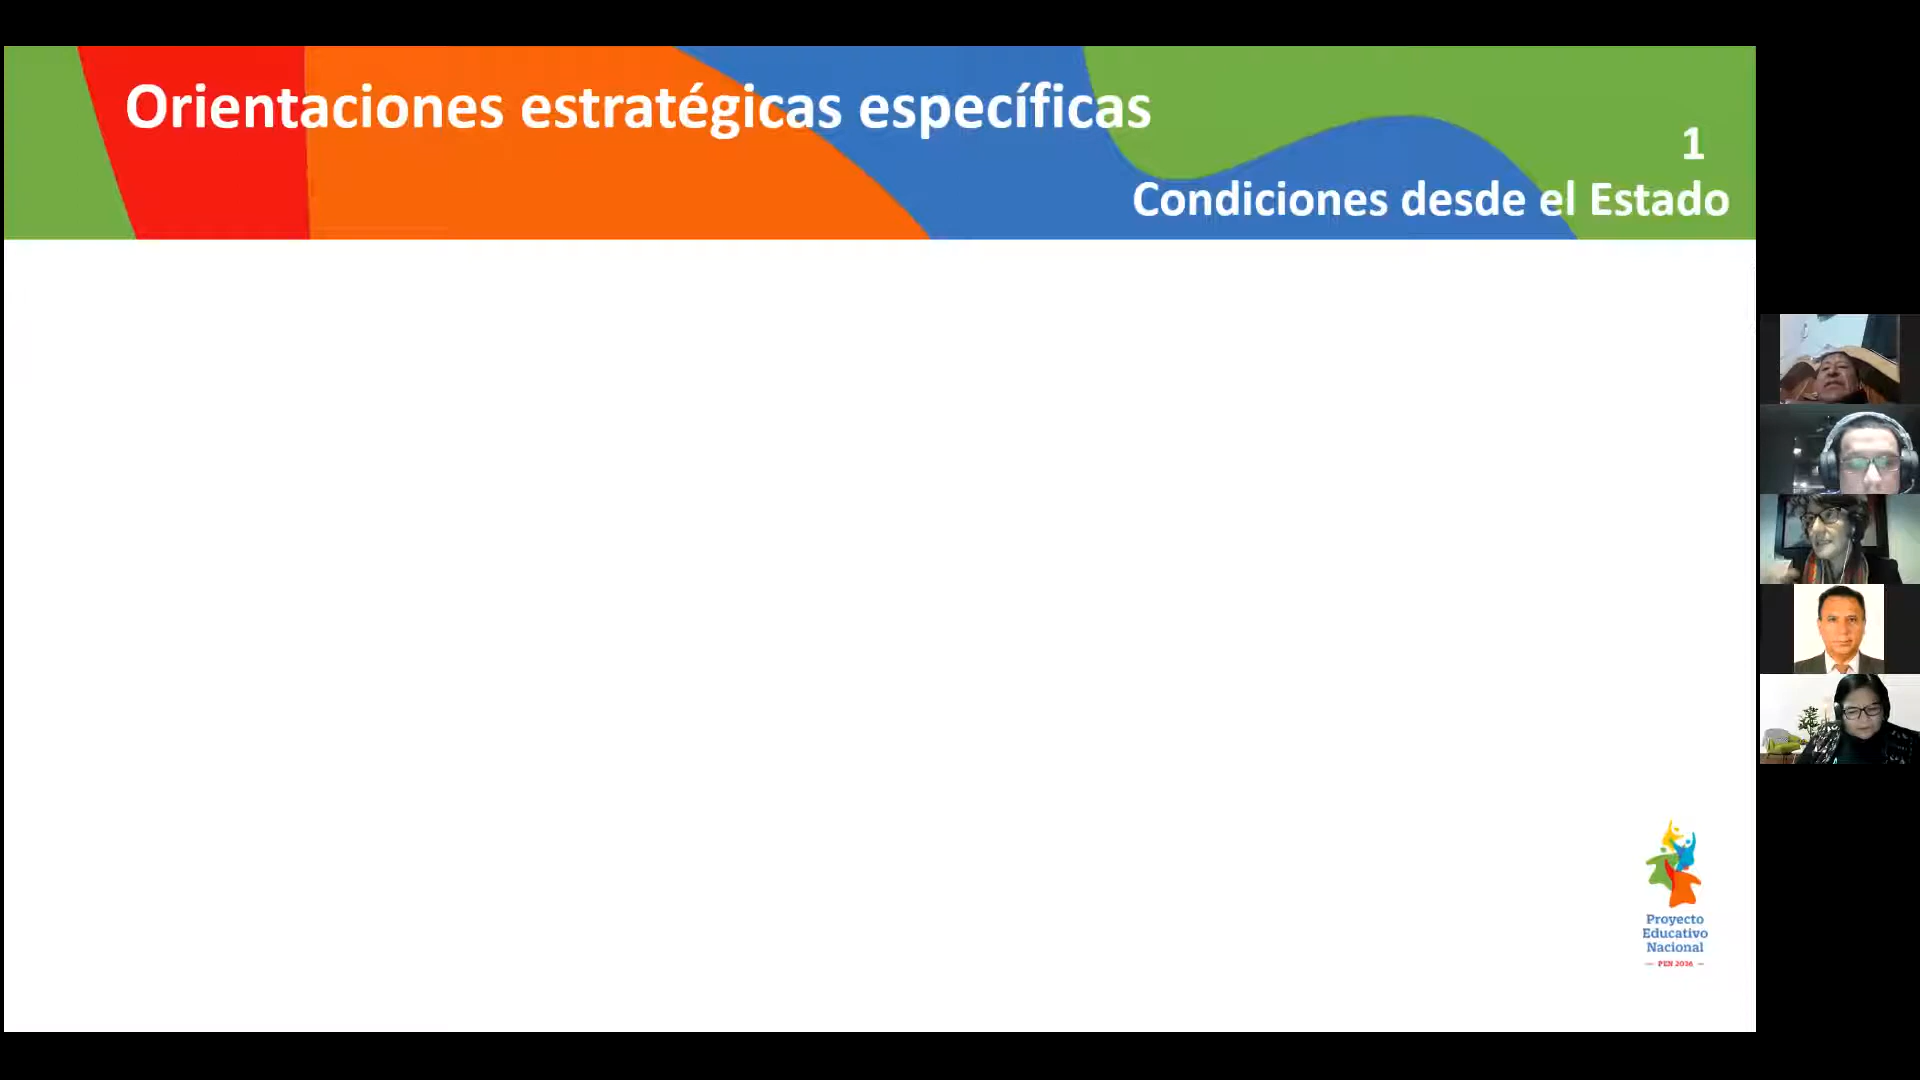 Orientaciones estratégicas específicas
1
Condiciones desde el Estado
Proyecto
Educativo
Nacional
PEN 2036